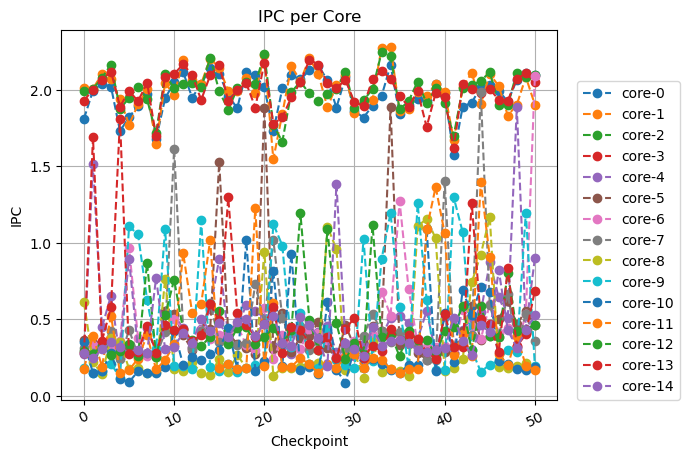 IPC per Core
IPC
2.0
1.5
1.0
0.5
0.0
0
10
20
30
40
50
Checkpoint
core-0
core-1
core-2
core-3
core-4
core-5
core-6
core-7
core-8
core-9
core-10
core-11
core-12
core-13
core-14